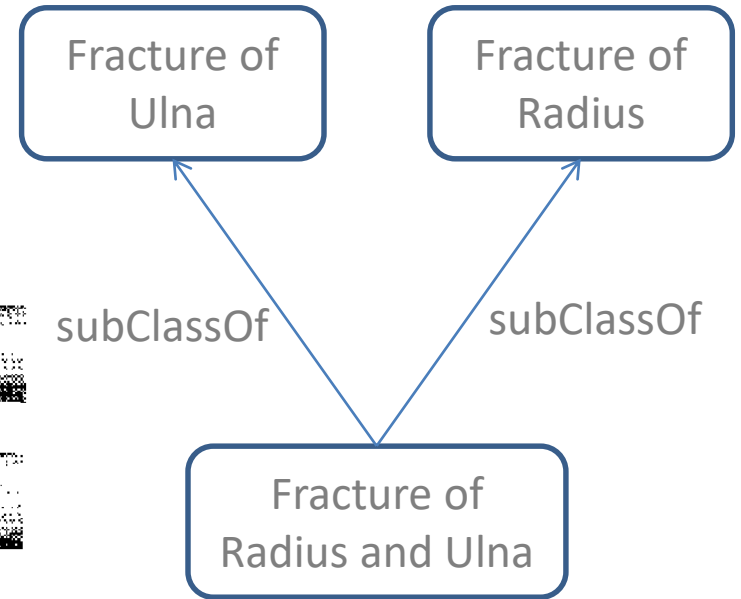 Fracture of
Ulna
Fracture of
Radius
subClassOf
subClassOf
Fracture of
Radius and Ulna